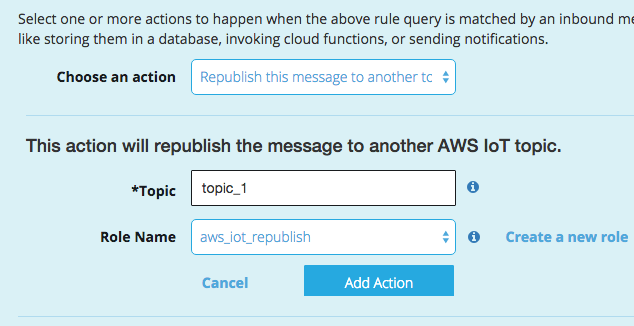 Select one or more actions to happen when the above rule query is matched by an inbound
like storing them in a database, invoking cloud functions, or sending notifications.
Choose an action Republish this message to another
This action will republish the message to another AWS IoT topic.
*Topic topic_1
Role Name aws_iot_republish Create a new role
Cancel Add Action